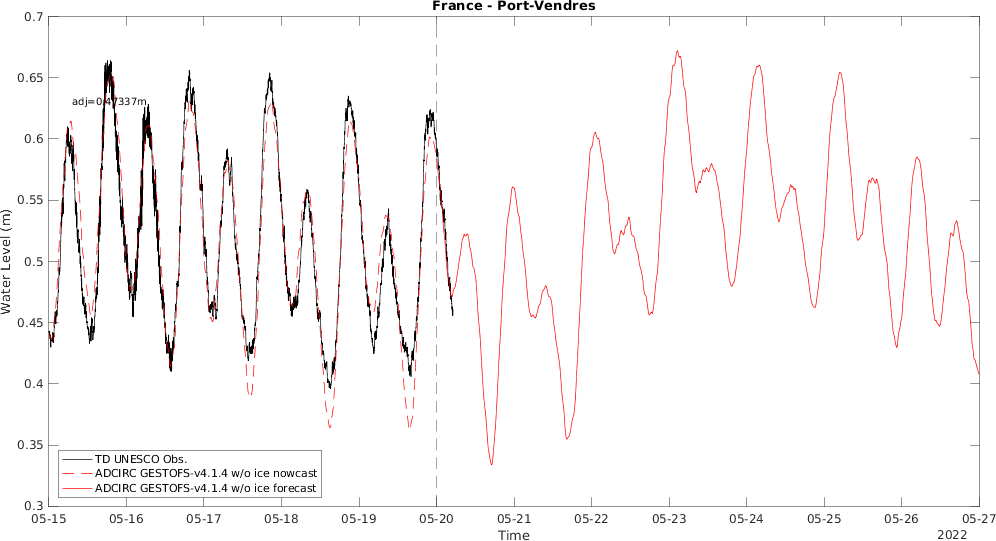 France - Port-Vendres
0.7
0.65
0.6
0.55
0.5
0.45
0.4
0.35
0.3
Water Level (m)
adj=0.47337m
TD UNESCO Obs.
ADCIRC GESTOFS-v4.1.4 w/o ice nowcast
ADCIRC GESTOFS-v4.1.4 w/o ice forecast
05-15 05-16 05-17 05-18 05-19 05-20 05-21 05-22 05-23 05-24 05-25 05-26 05-27
Time
2022